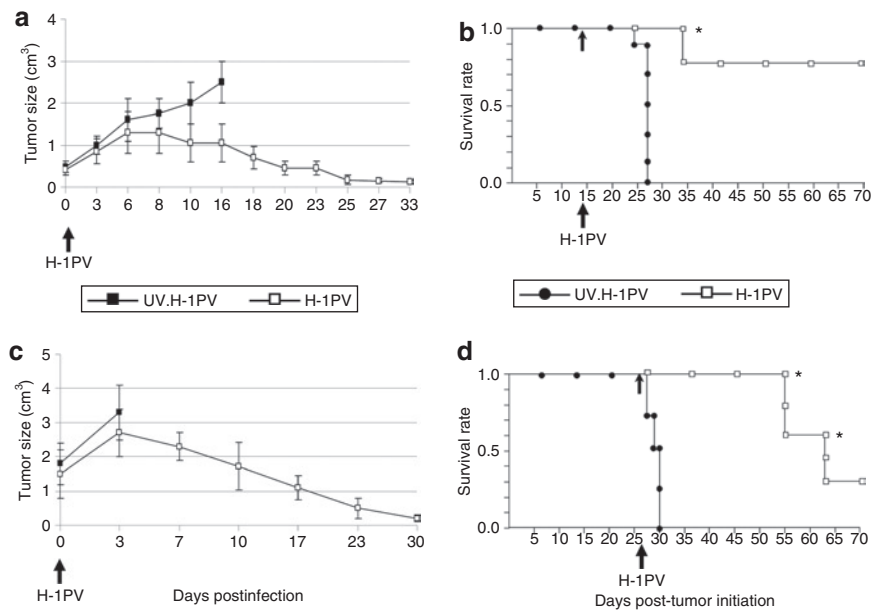 a
Tumor size (cm³)
4
3
2
1
0
0 3 6 8 10 16 18 20 23 25 27 33
H-1PV
b
Survival rate
1.0
0.5
0.0
*
5 10 15 20 25 30 35 40 45 50 55 60 65 70
H-1PV
UV.H-1PV H-1PV
UV.H-1PV H-1PV
c
Tumor size (cm³)
5
4
3
2
1
0
0 3 7 10 17 23 30
H-1PV
Days postinfection
d
Survival rate
1.0
0.5
0.0
*
*
5 10 15 20 25 30 35 40 45 50 55 60 65 70
H-1PV
Days post-tumor initiation